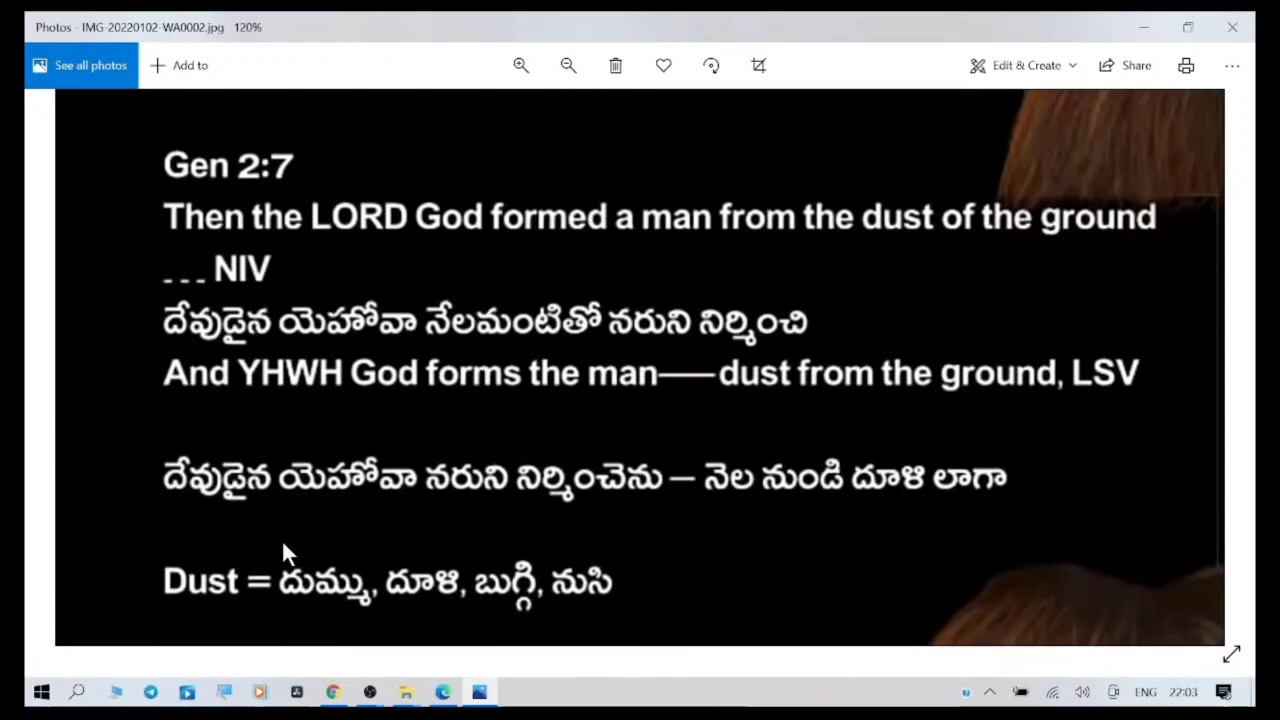 Photos - IMG-20220102-WA0002.jpg 120%
See all photos
Add to
Edit & Create
Share
Gen 2:7
Then the LORD God formed a man from the dust of the ground
... NIV
దేవుడైన యెహోవా నేలమంటితో నరుని నిర్మించి
And YHWH God forms the man—dust from the ground, LSV
దేవుడైన యెహోవా నరుని నిర్మించెను – నెల నుండి దూళి లాగా
Dust = దుమ్ము, దూళి, బుగ్గి, నుసి
ENG 22:03